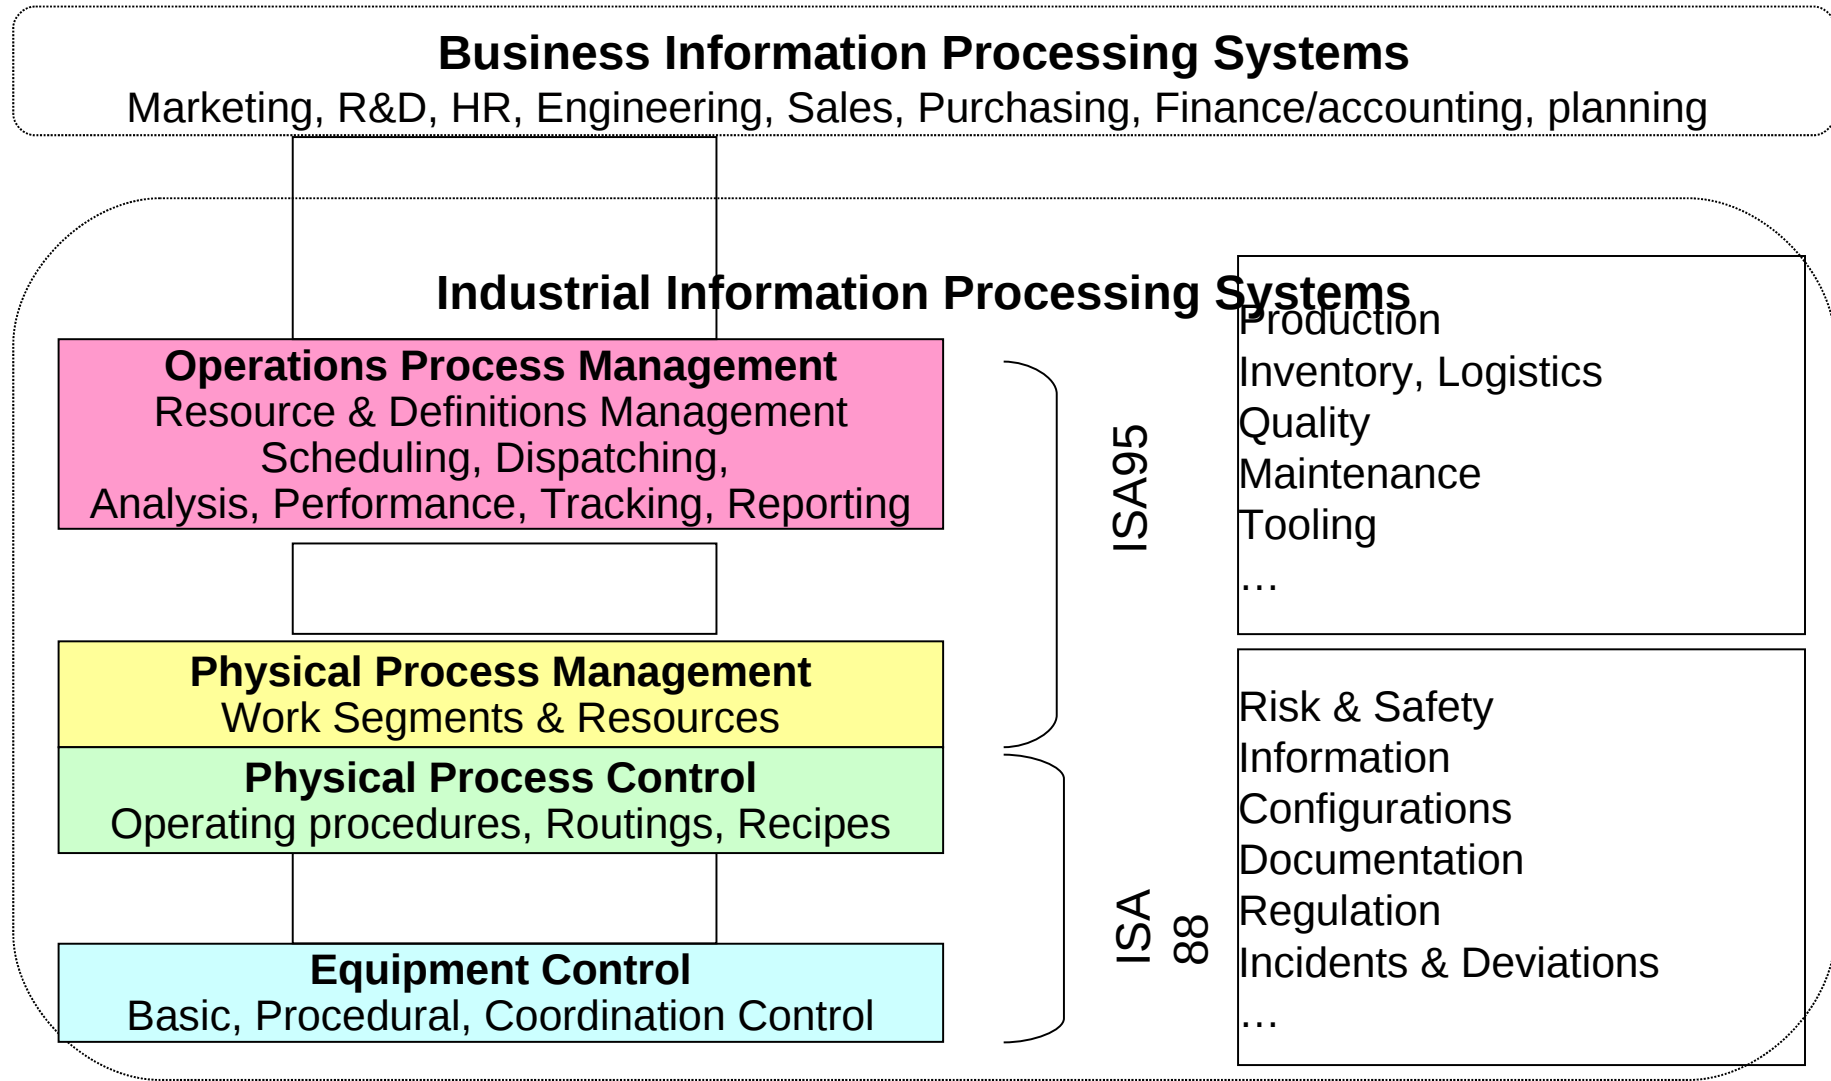 Business Information Processing Systems
Marketing, R&D, HR, Engineering, Sales, Purchasing, Finance/accounting, planning
Industrial Information Processing Systems
Operations Process Management
Resource & Definitions Management
Scheduling, Dispatching,
Analysis, Performance, Tracking, Reporting
Physical Process Management
Work Segments & Resources
Physical Process Control
Operating procedures, Routings, Recipes
Equipment Control
Basic, Procedural, Coordination Control
ISA95
ISA
88
Production
Inventory, Logistics
Quality
Maintenance
Tooling
…
Risk & Safety
Information
Configurations
Documentation
Regulation
Incidents & Deviations
…